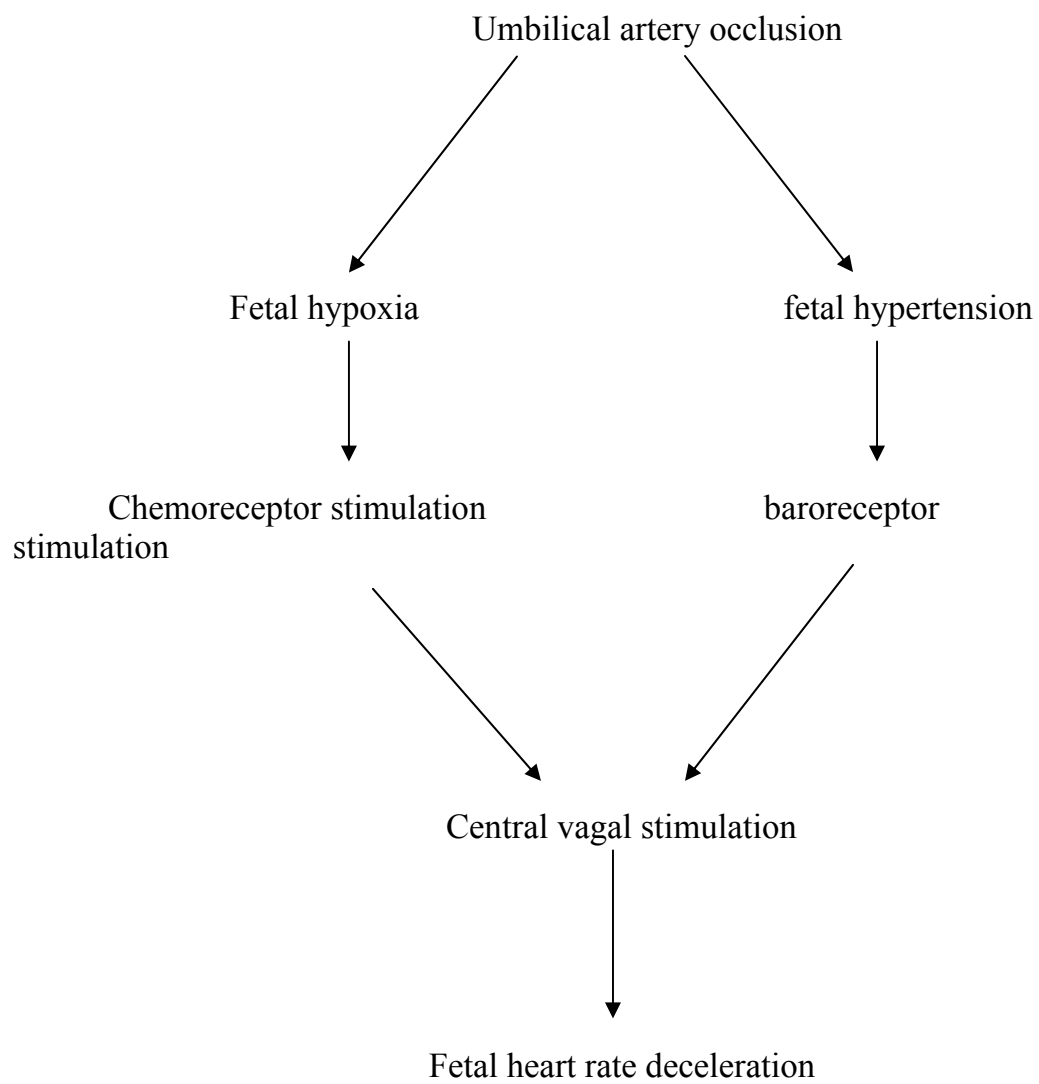 Umbilical artery occlusion
Fetal hypoxia fetal hypertension
Chemoreceptor stimulation baroreceptor
stimulation
Central vagal stimulation
Fetal heart rate deceleration